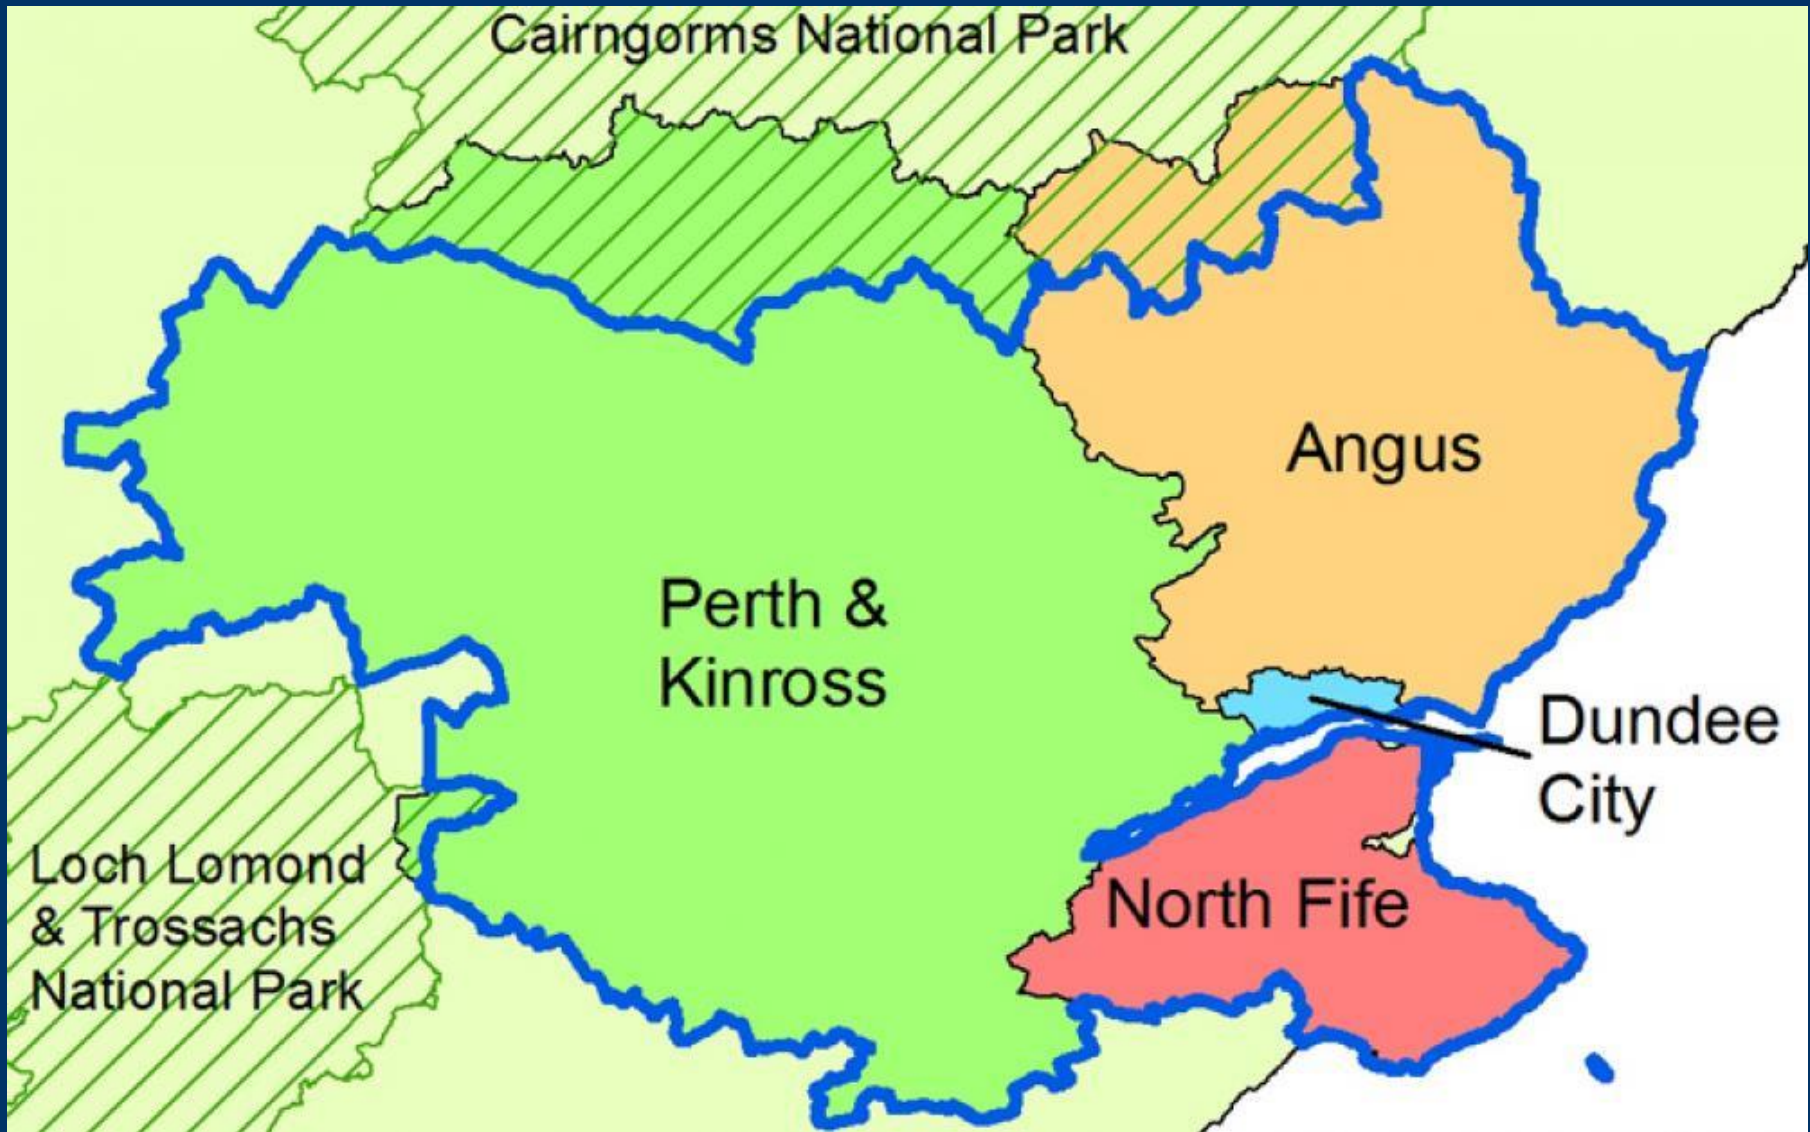 Cairngorms National Park
Angus
Perth &
Kinross
Dundee
City
Loch Lomond
& Trossachs
National Park
North Fife